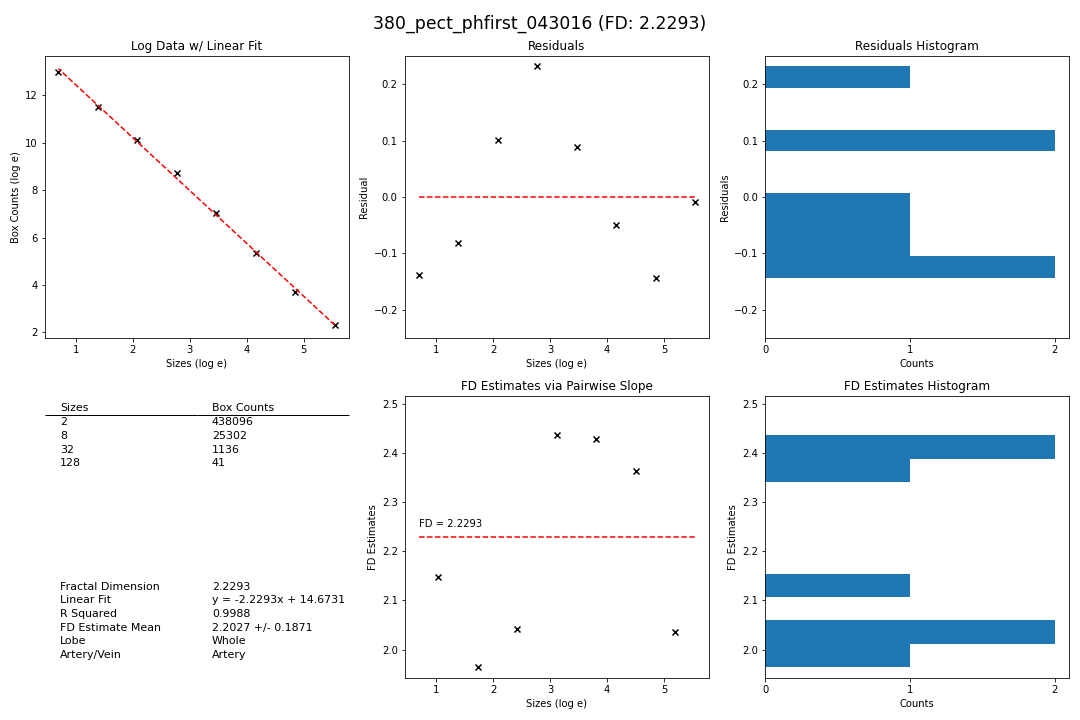 380_pect_phfirst_043016 (FD: 2.2293)
Log Data w/ Linear Fit
Box Counts (log e)
12
10
8
6
4
2
1 2 3 4 5
Sizes (log e)
Residuals
Residual
0.2
0.1
0.0
−0.1
−0.2
1 2 3 4 5
Sizes (log e)
Residuals Histogram
Residuals
0.2
0.1
0.0
−0.1
−0.2
0 1 2
Counts
Sizes Box Counts
2 438096
8 25302
32 1136
128 41
Fractal Dimension 2.2293
Linear Fit y = -2.2293x + 14.6731
R Squared 0.9988
FD Estimate Mean 2.2027 +/- 0.1871
Lobe Whole
Artery/Vein Artery
FD Estimates via Pairwise Slope
FD Estimates
2.5
2.4
2.3
2.2
2.1
2.0
FD = 2.2293
1 2 3 4 5
Sizes (log e)
FD Estimates Histogram
FD Estimates
2.5
2.4
2.3
2.2
2.1
2.0
0 1 2
Counts